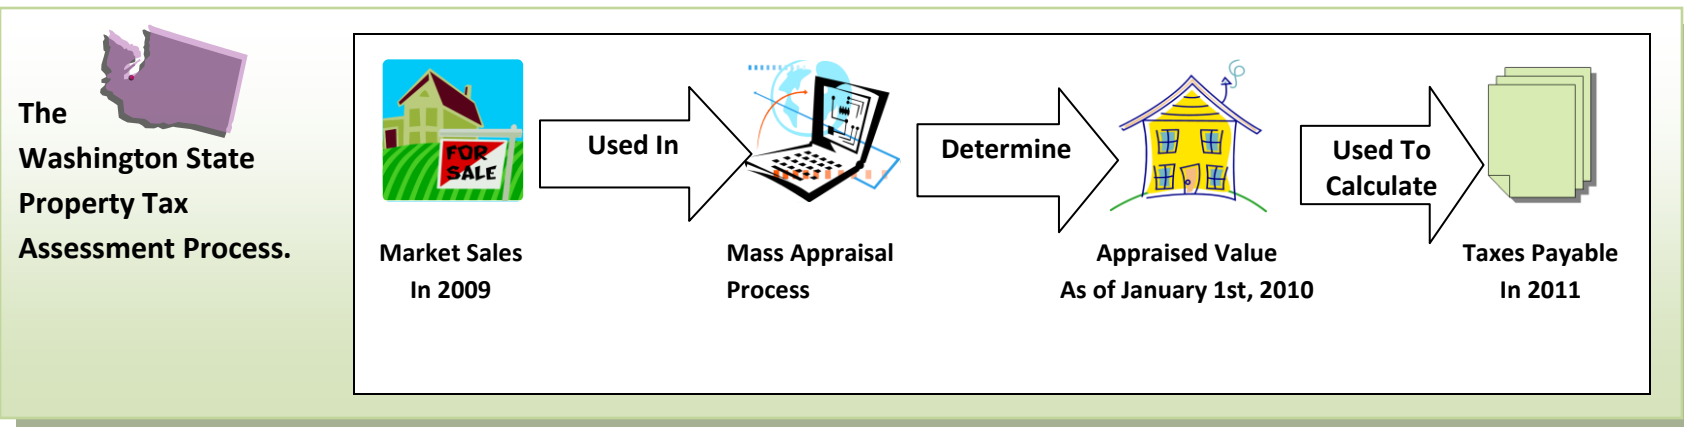 The
Washington State
Property Tax
Assessment Process.
FOR
SALE
Used In
Determine
Used To
Calculate
Market Sales
In 2009
Mass Appraisal
Process
Appraised Value
As of January 1st, 2010
Taxes Payable
In 2011